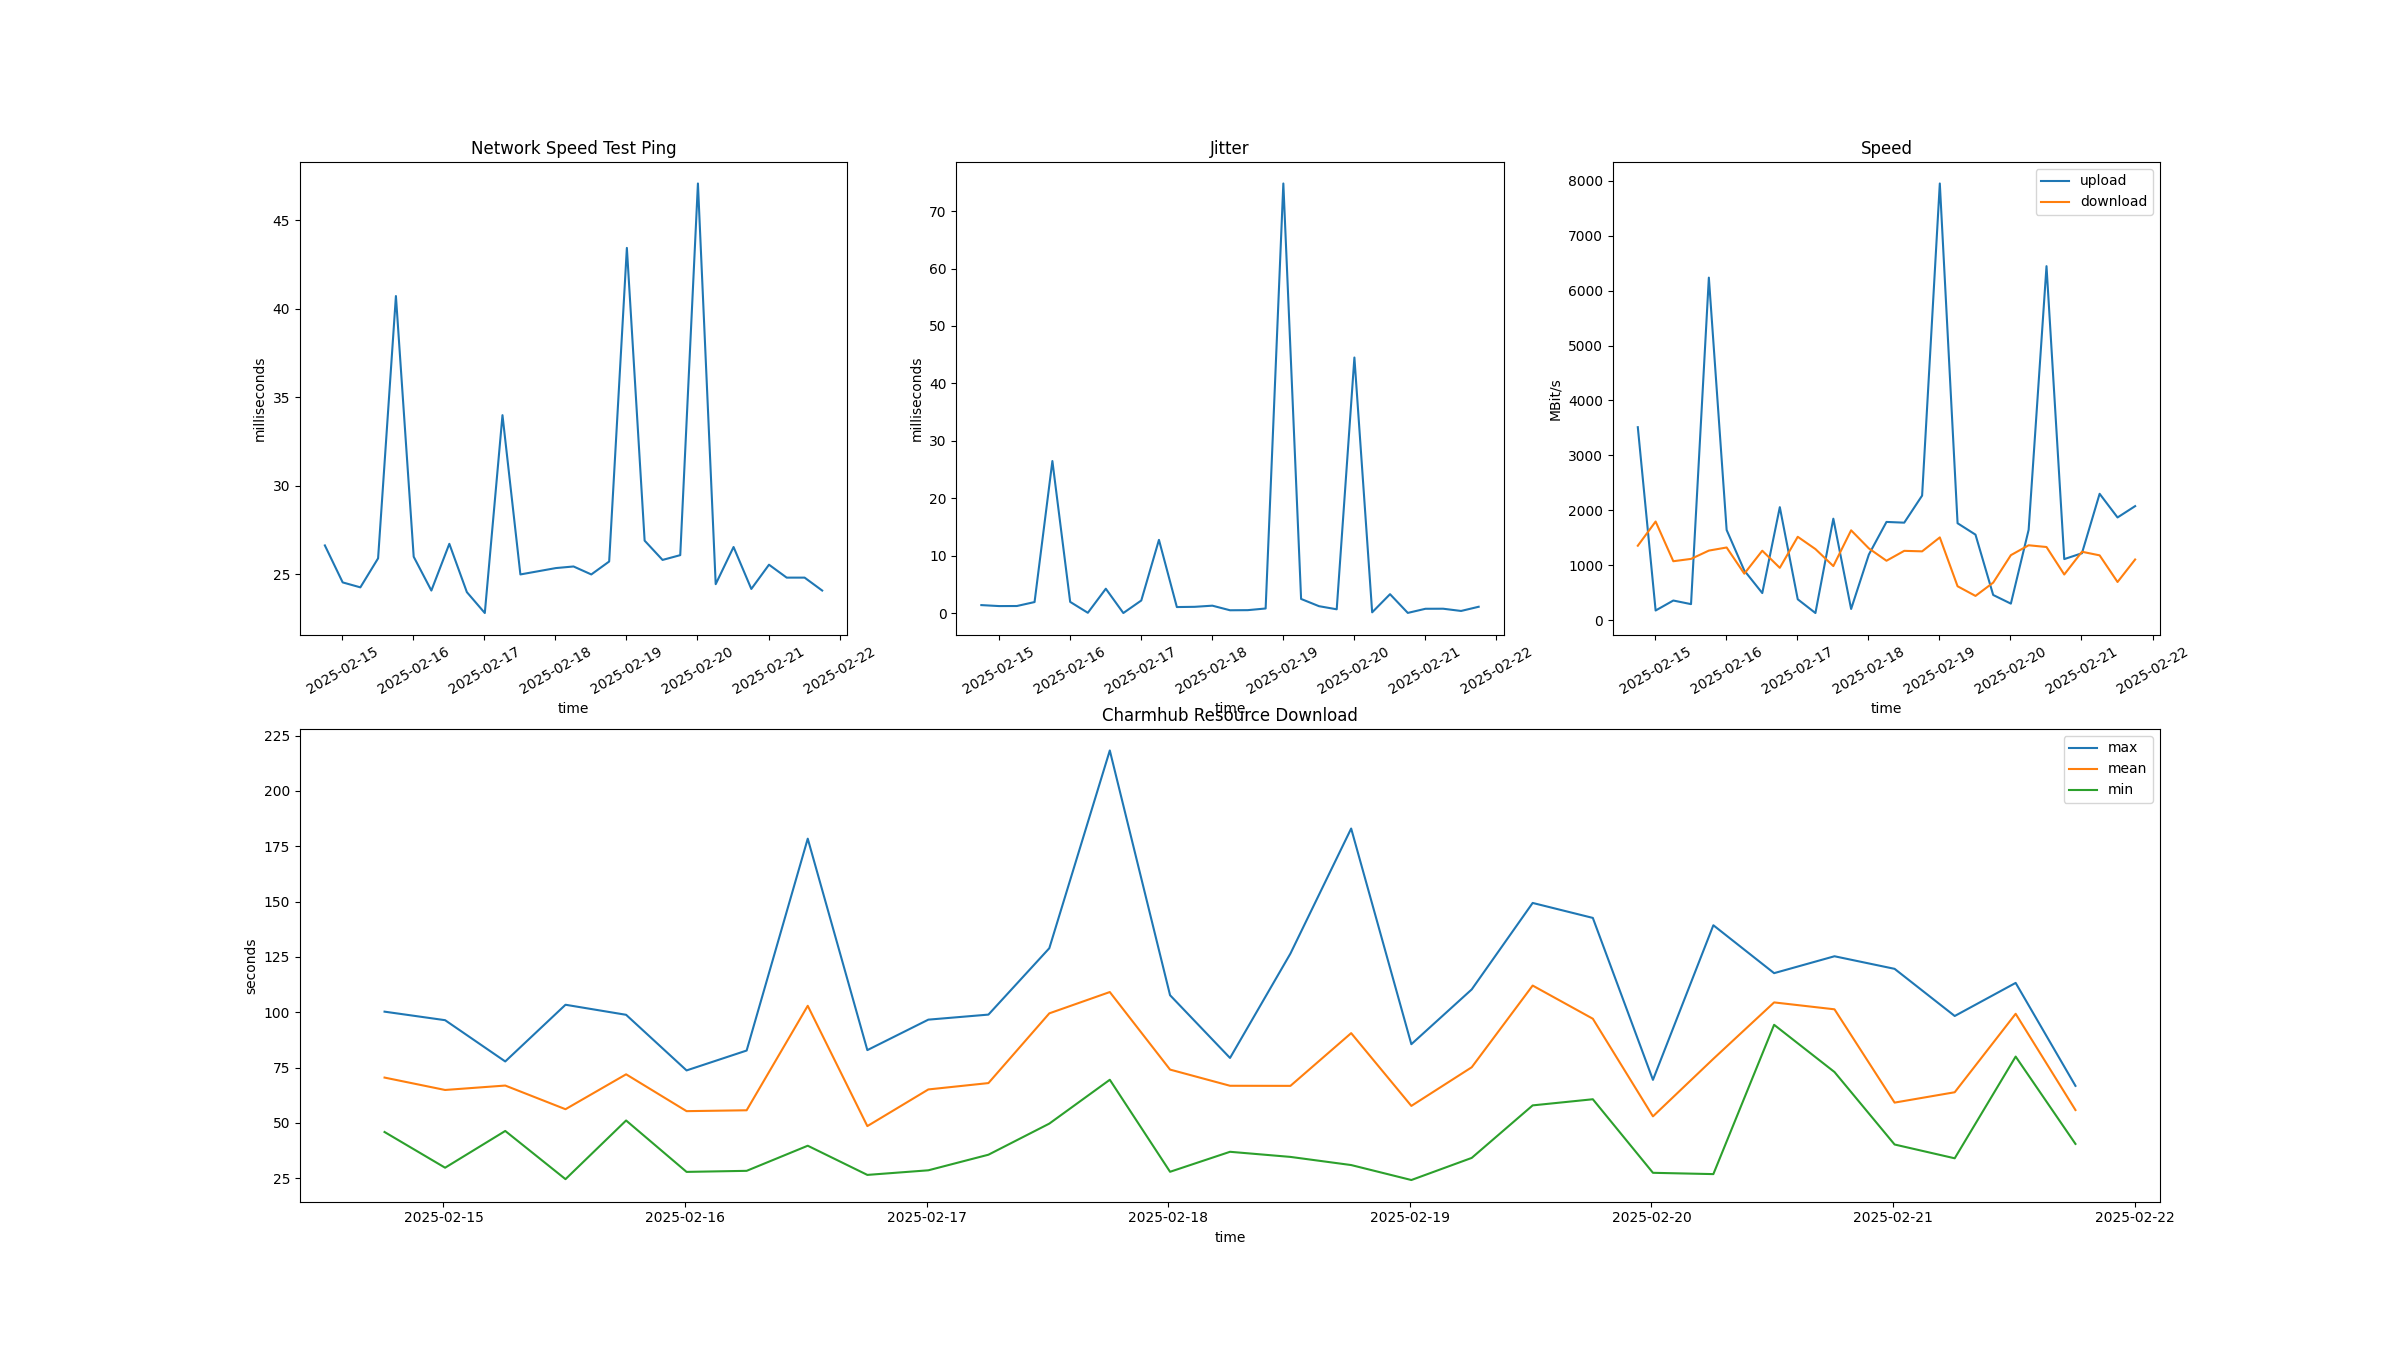 Network Speed Test Ping
milliseconds
45
40
35
30
25
2025-02-15 2025-02-16 2025-02-17 2025-02-18 2025-02-19 2025-02-20 2025-02-21 2025-02-22
time
Jitter
milliseconds
70
60
50
40
30
20
10
0
2025-02-15 2025-02-16 2025-02-17 2025-02-18 2025-02-19 2025-02-20 2025-02-21 2025-02-22
time
Speed
upload
download
MBit/s
8000
7000
6000
5000
4000
3000
2000
1000
0
2025-02-15 2025-02-16 2025-02-17 2025-02-18 2025-02-19 2025-02-20 2025-02-21 2025-02-22
time
Charmhub Resource Download
max
mean
min
seconds
225
200
175
150
125
100
75
50
25
2025-02-15 2025-02-16 2025-02-17 2025-02-18 2025-02-19 2025-02-20 2025-02-21 2025-02-22
time